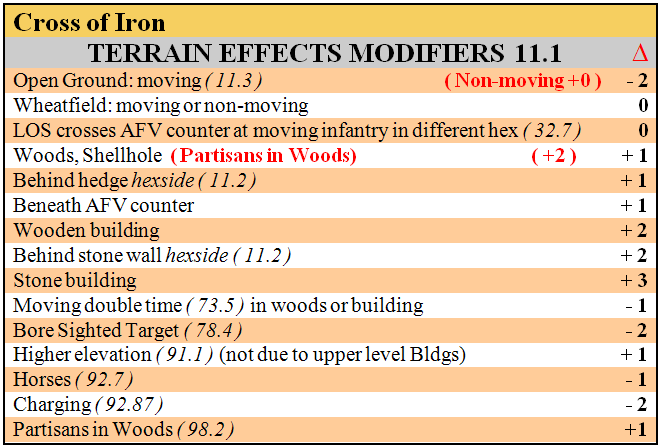 Cross of Iron
TERRAIN EFFECTS MODIFIERS 11.1 Δ
Open Ground: moving ( 11.3 ) ( Non-moving +0 ) - 2
Wheatfield: moving or non-moving 0
LOS crosses AFV counter at moving infantry in different hex ( 32.7 ) 0
Woods, Shellhole ( Partisans in Woods) ( +2 ) + 1
Behind hedge hexside ( 11.2 ) + 1
Beneath AFV counter + 1
Wooden building + 2
Behind stone wall hexside ( 11.2 ) + 2
Stone building + 3
Moving double time ( 73.5 ) in woods or building - 1
Bore Sighted Target ( 78.4 ) - 2
Higher elevation ( 91.1 ) (not due to upper level Bldgs) + 1
Horses ( 92.7 ) - 1
Charging ( 92.87 ) - 2
Partisans in Woods ( 98.2 ) +1